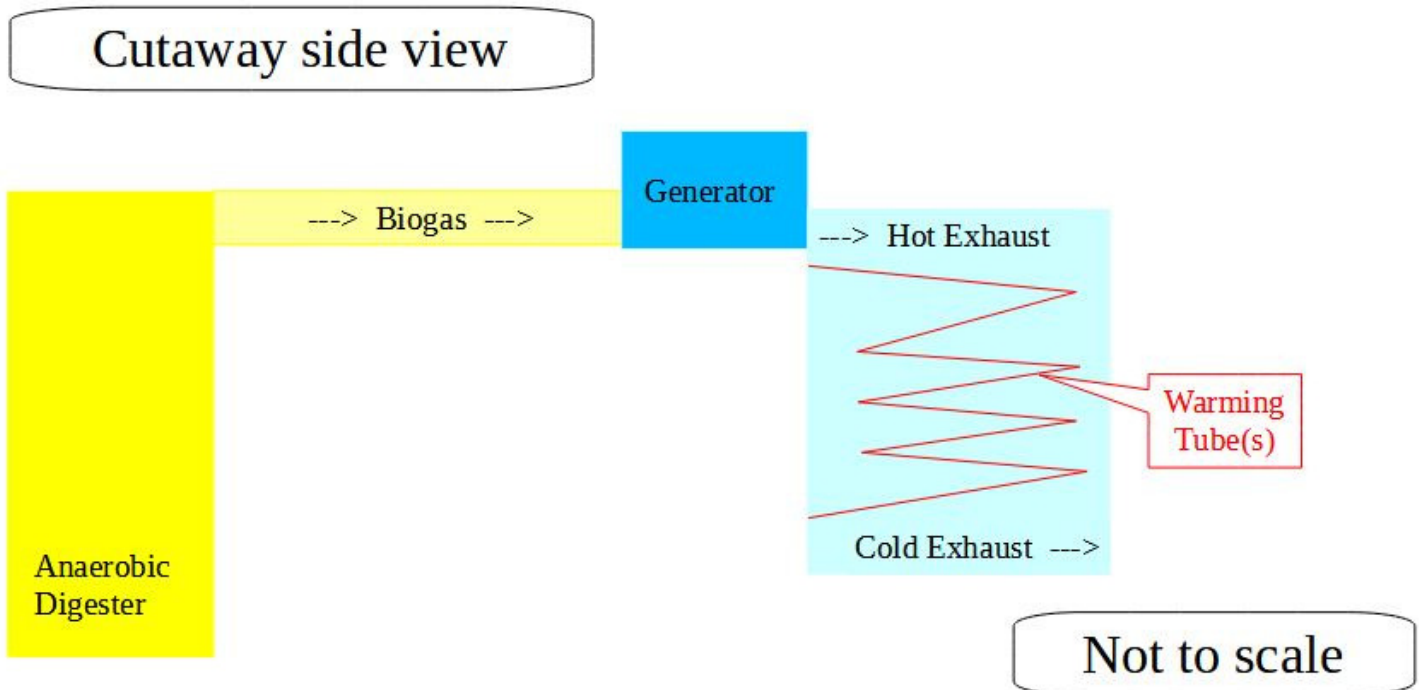 Cutaway side view
Generator
---> Biogas --->
---> Hot Exhaust
Warming
Tube(s)
Cold Exhaust --->
Anaerobic
Digester
Not to scale